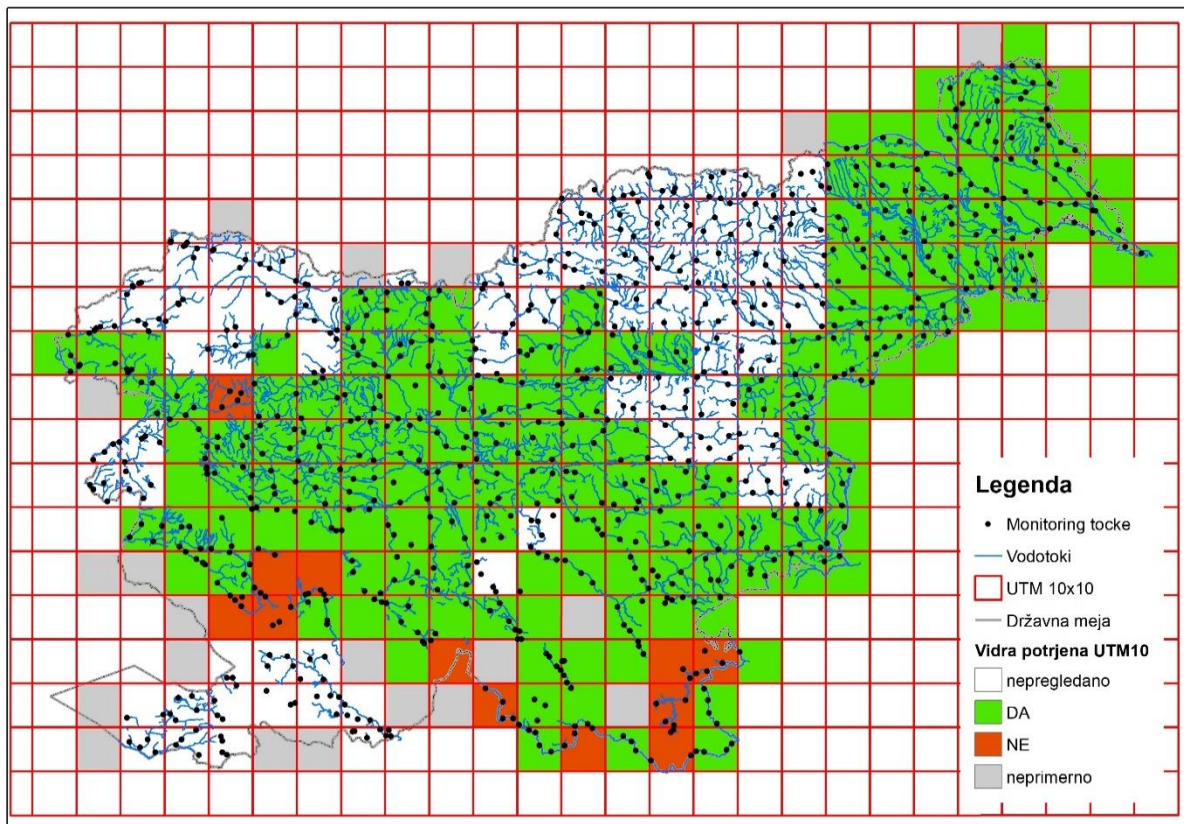 Legenda
Monitoring tocke
Vodotoki
UTM 10x10
Državna meja
Vidra potrjena UTM10
nepregledano
DA
NE
neprimerno